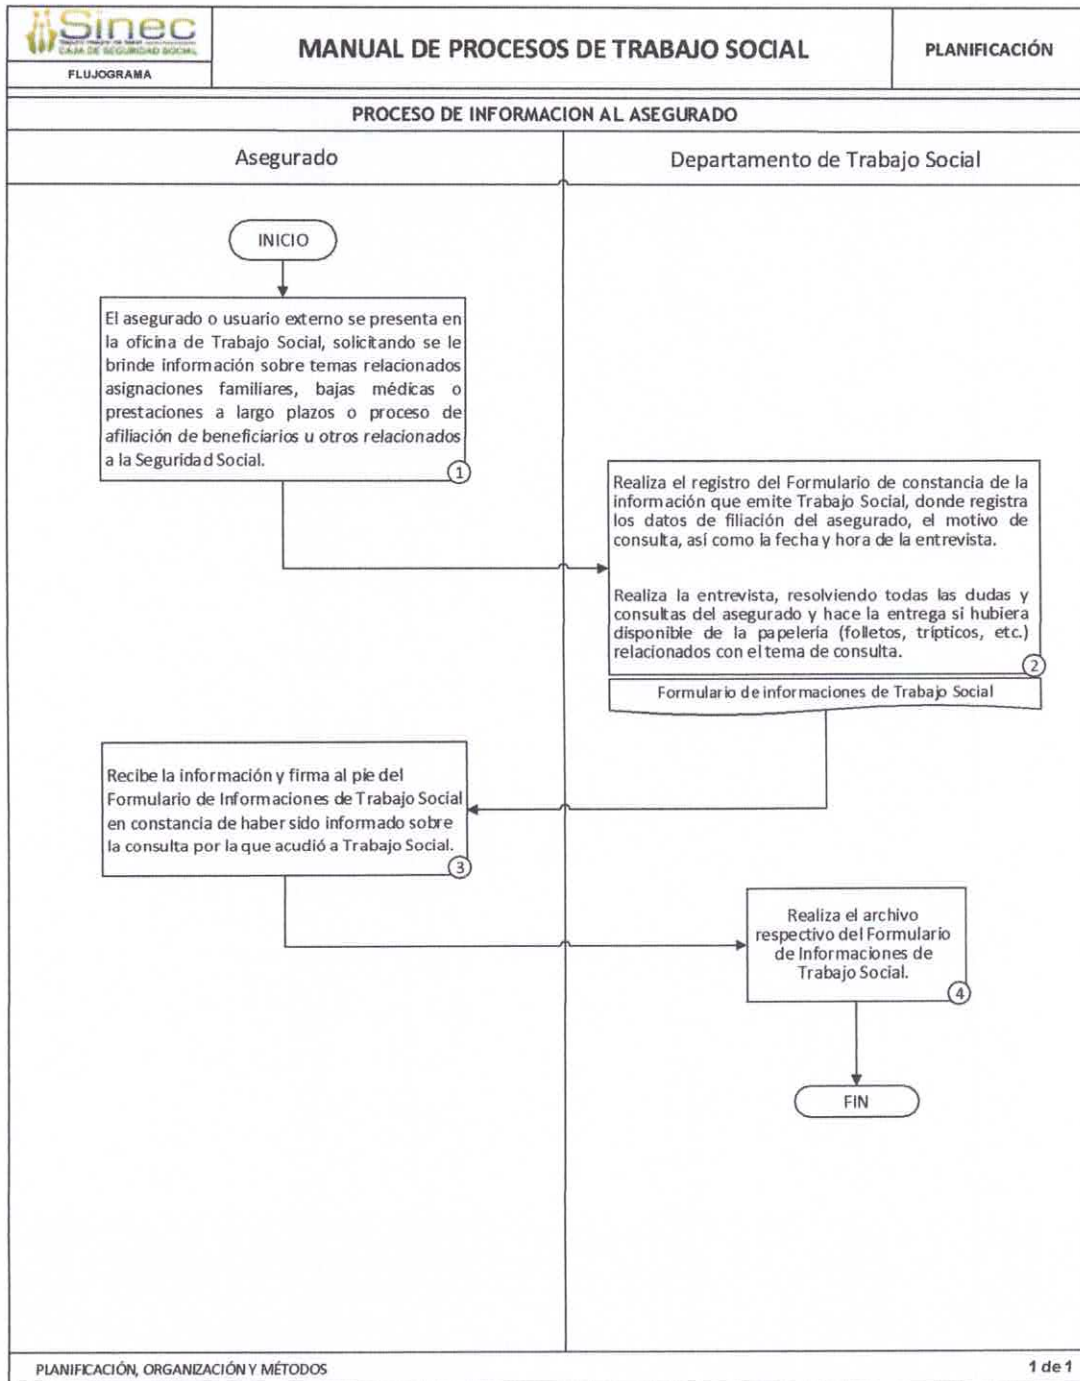 Sinec
CAJA DE SEGURIDAD SOCIAL
FLUJOGRAMA
MANUAL DE PROCESOS DE TRABAJO SOCIAL
PLANIFICACIÓN
PROCESO DE INFORMACION AL ASEGURADO
Asegurado
Departamento de Trabajo Social
INICIO
El asegurado o usuario externo se presenta en
la oficina de Trabajo Social, solicitando se le
brinde información sobre temas relacionados
asignaciones familiares, bajas médicas o
prestaciones a largo plazos o proceso de
afiliación de beneficiarios u otros relacionados
a la Seguridad Social.
1
Realiza el registro del Formulario de constancia de la
información que emite Trabajo Social, donde registra
los datos de filiación del asegurado, el motivo de
consulta, así como la fecha y hora de la entrevista.
Realiza la entrevista, resolviendo todas las dudas y
consultas del asegurado y hace la entrega si hubiera
disponible de la papelería (folletos, trípticos, etc.)
relacionados con el tema de consulta.
2
Formulario de informaciones de Trabajo Social
Recibe la información y firma al pie del
Formulario de Informaciones de Trabajo Social
en constancia de haber sido informado sobre
la consulta por la que acudió a Trabajo Social.
3
Realiza el archivo
respectivo del Formulario
de Informaciones de
Trabajo Social.
4
FIN
PLANIFICACIÓN, ORGANIZACIÓN Y MÉTODOS
1 de 1